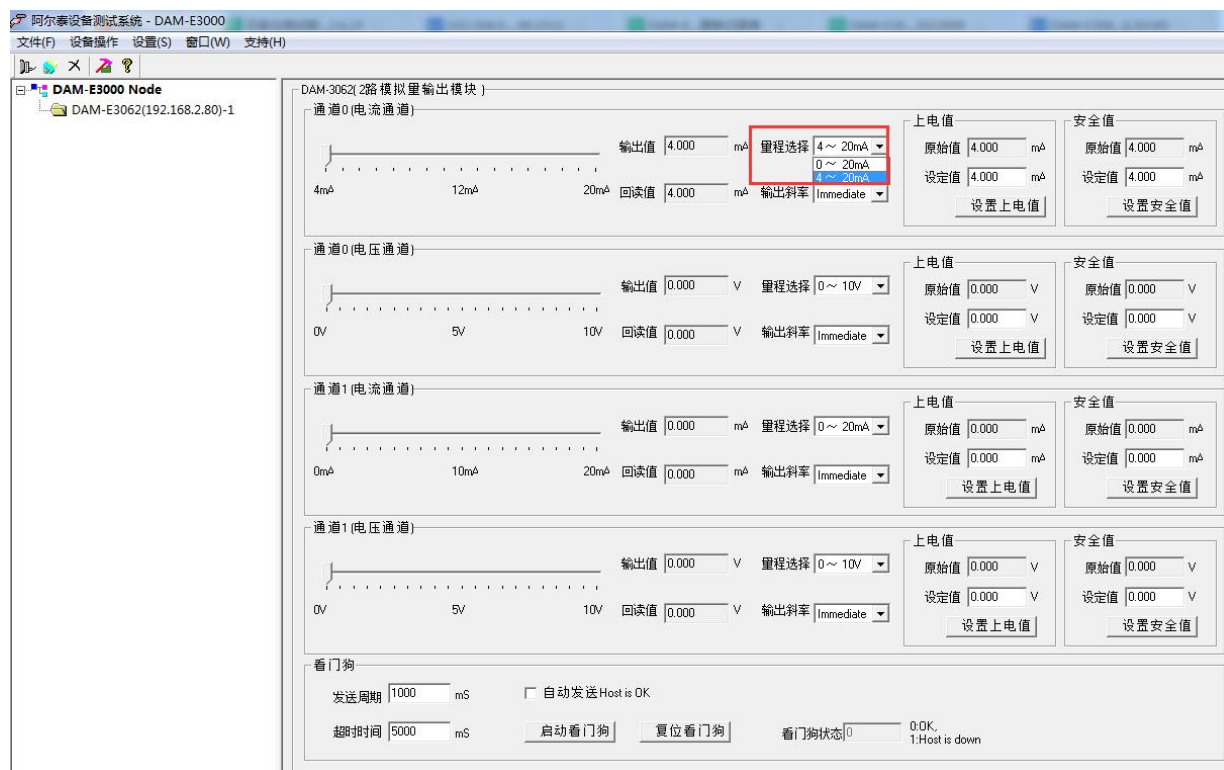 阿尔泰设备测试系统 - DAM-E3000
文件(F) 设备操作 设置(S) 窗口(W) 支持(H)
DAM-E3000 Node
DAM-E3062(192.168.2.80)-1
DAM-3062( 2路模拟量输出模块 )
通道0(电流通道)
4mA 12mA 20mA
输出值 4.000 mA 量程选择 4 ~ 20mA
0 ~ 20mA
4 ~ 20mA
回读值 4.000 mA 输出斜率 Immediate
上电值
原始值 4.000 mA
设定值 4.000 mA
设置上电值
安全值
原始值 4.000 mA
设定值 4.000 mA
设置安全值
通道0(电压通道)
0V 5V 10V
输出值 0.000 V 量程选择 0 ~ 10V
回读值 0.000 V 输出斜率 Immediate
上电值
原始值 0.000 V
设定值 0.000 V
设置上电值
安全值
原始值 0.000 V
设定值 0.000 V
设置安全值
通道1(电流通道)
0mA 10mA 20mA
输出值 0.000 mA 量程选择 0 ~ 20mA
回读值 0.000 mA 输出斜率 Immediate
上电值
原始值 0.000 mA
设定值 0.000 mA
设置上电值
安全值
原始值 0.000 mA
设定值 0.000 mA
设置安全值
通道1(电压通道)
0V 5V 10V
输出值 0.000 V 量程选择 0 ~ 10V
回读值 0.000 V 输出斜率 Immediate
上电值
原始值 0.000 V
设定值 0.000 V
设置上电值
安全值
原始值 0.000 V
设定值 0.000 V
设置安全值
看门狗
发送周期 1000 mS 自动发送Host is OK
超时时间 5000 mS 启动看门狗 复位看门狗 看门狗状态 0
0:OK,
1:Host is down